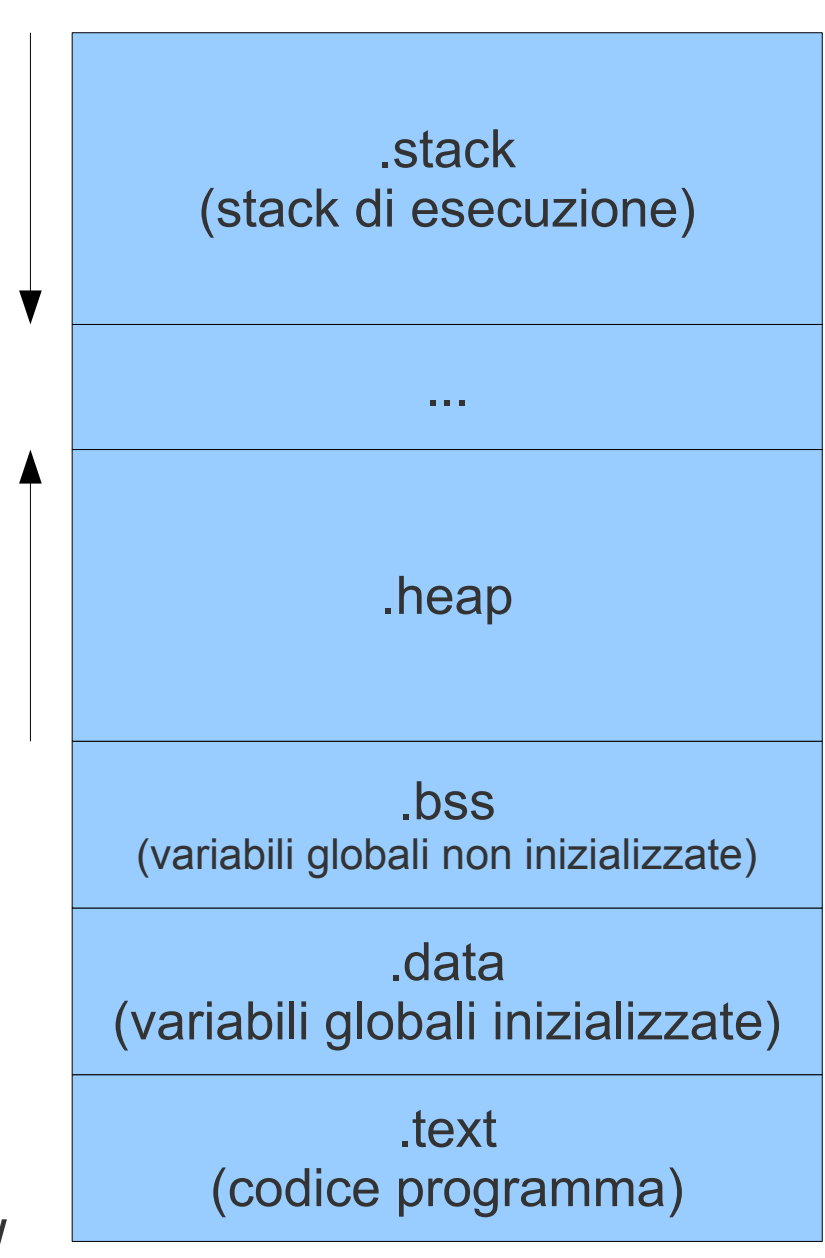 .stack
(stack di esecuzione)
...
.heap
.bss
(variabili globali non inizializzate)
.data
(variabili globali inizializzate)
.text
(codice programma)